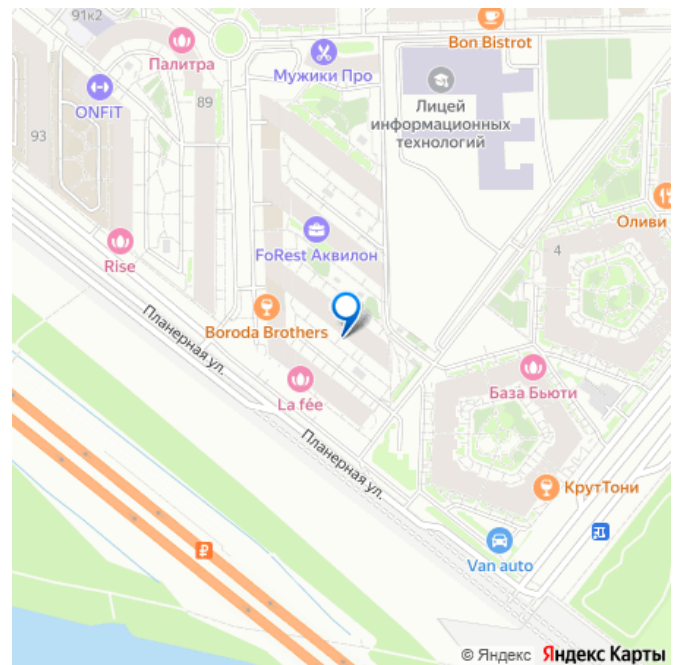 91к2
Палитра
Bon Bistrot
Мужики Про
ONFIT
89
Лицей
информационных
технологий
93
Оливи
FoRest Аквилон
4
Rise
Boroda Brothers
Планерная ул.
База Бьюти
La fée
Планерная ул.
КрутТони
₽
Van auto
© Яндекс Яндекс Карты